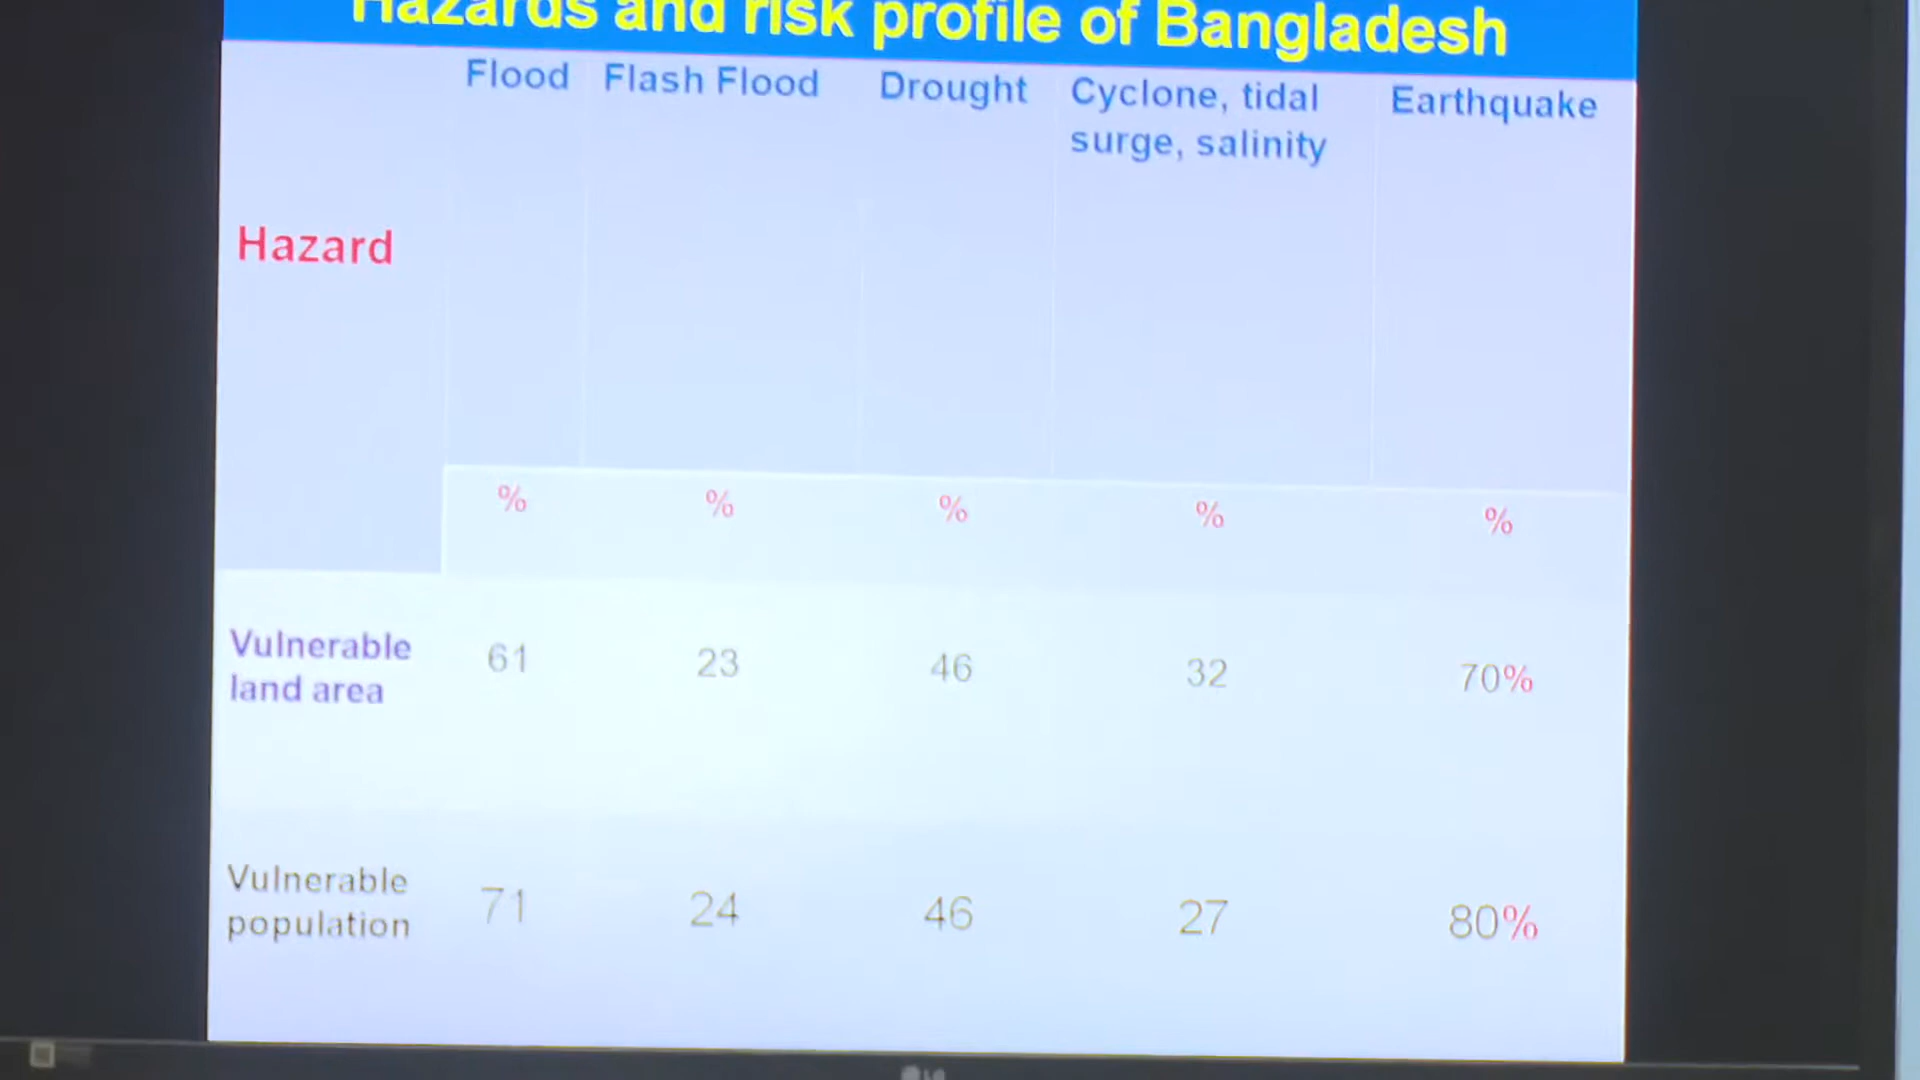 Hazards and risk profile of Bangladesh
Flood Flash Flood Drought Cyclone, tidal surge, salinity Earthquake
Hazard
% % % % %
Vulnerable land area 61 23 46 32 70%
Vulnerable population 71 24 46 27 80%
LG